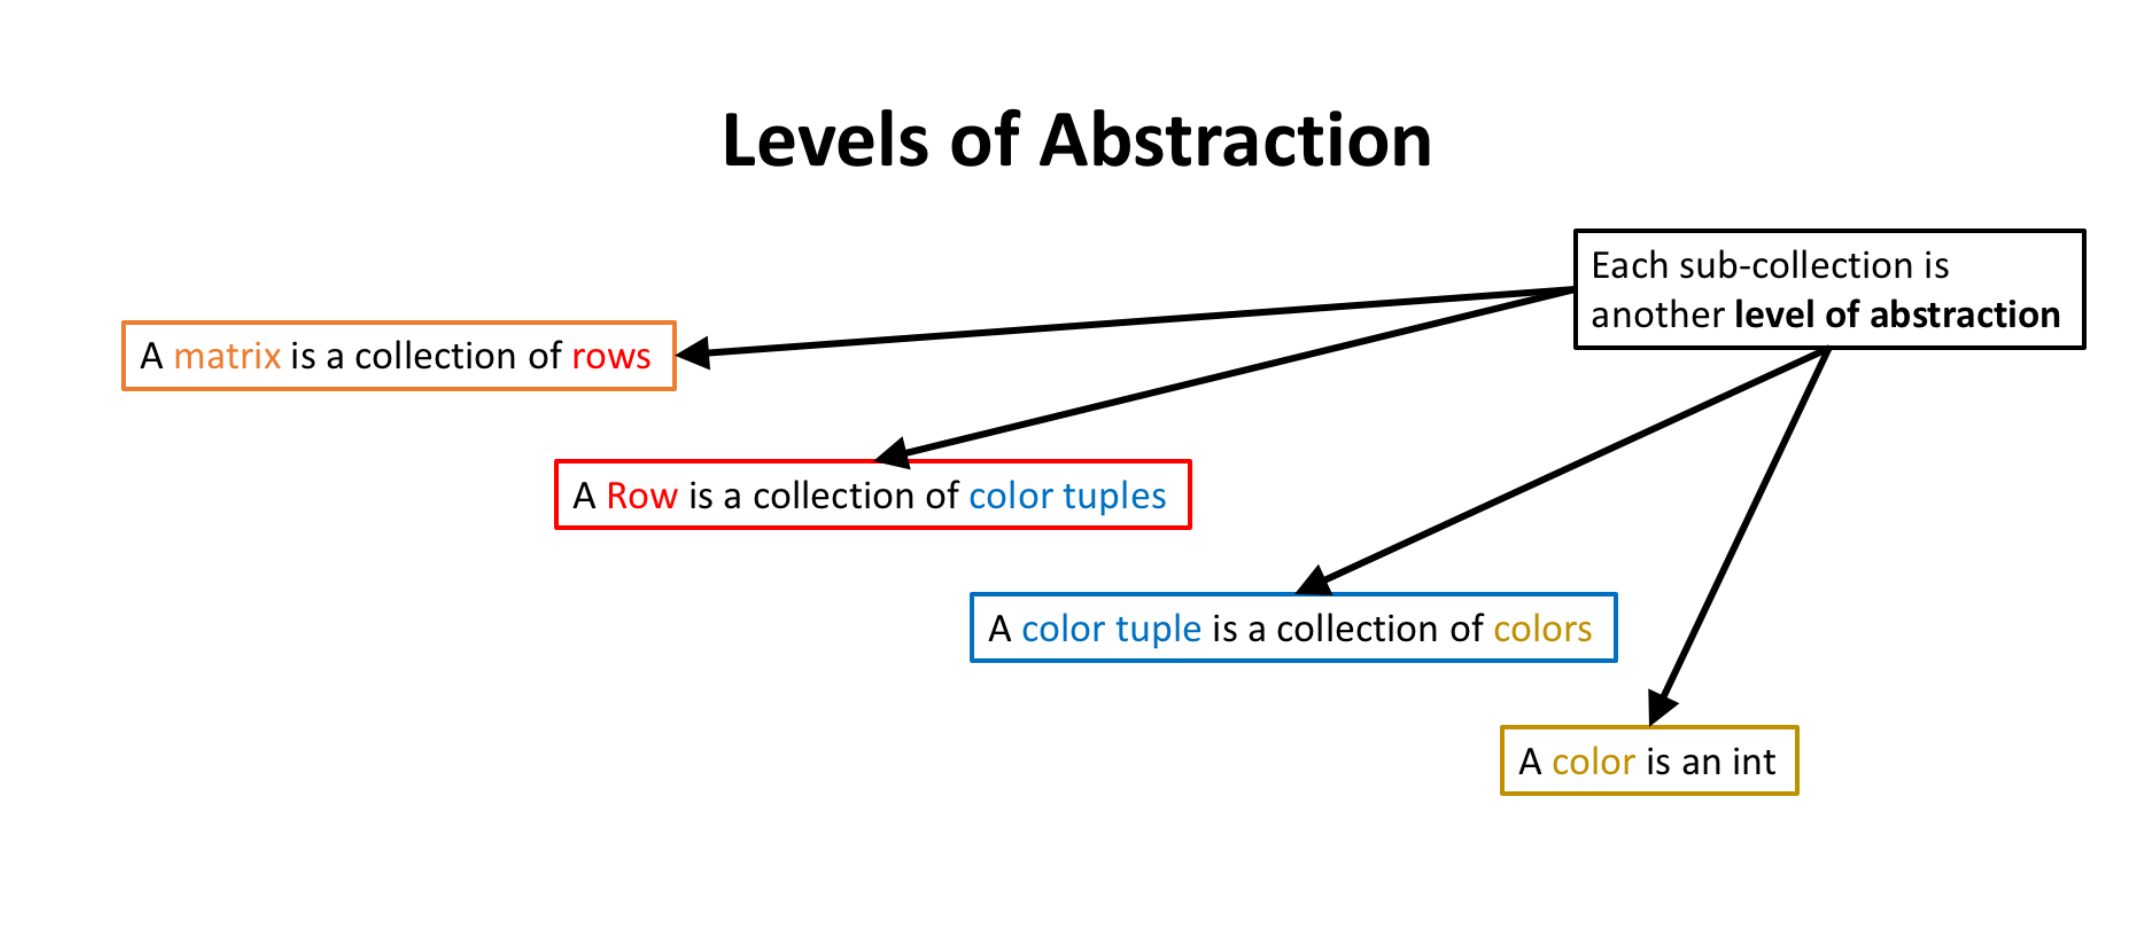 Levels of Abstraction
Each sub-collection is
another level of abstraction
A matrix is a collection of rows
A Row is a collection of color tuples
A color tuple is a collection of colors
A color is an int